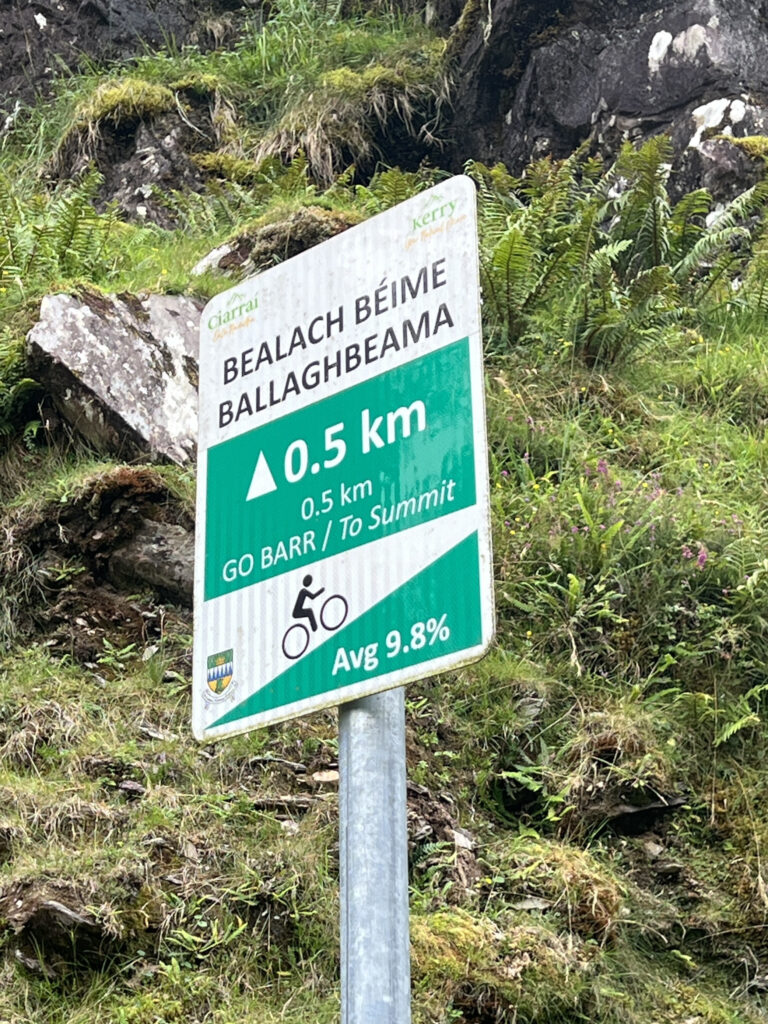 Ciarraí
Kerry
BEALACH BÉIME
BALLAGHBEAMA
0.5 km
0.5 km
GO BARR / To Summit
Avg 9.8%